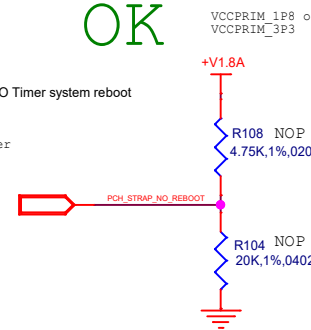 OK
VCCPRIM_1P8 o
VCCPRIM_3P3
+V1.8A
O Timer system reboot
er
R108 NOP
4.75K,1%,020
PCH_STRAP_NO_REBOOT
R104 NOP
20K,1%,0402